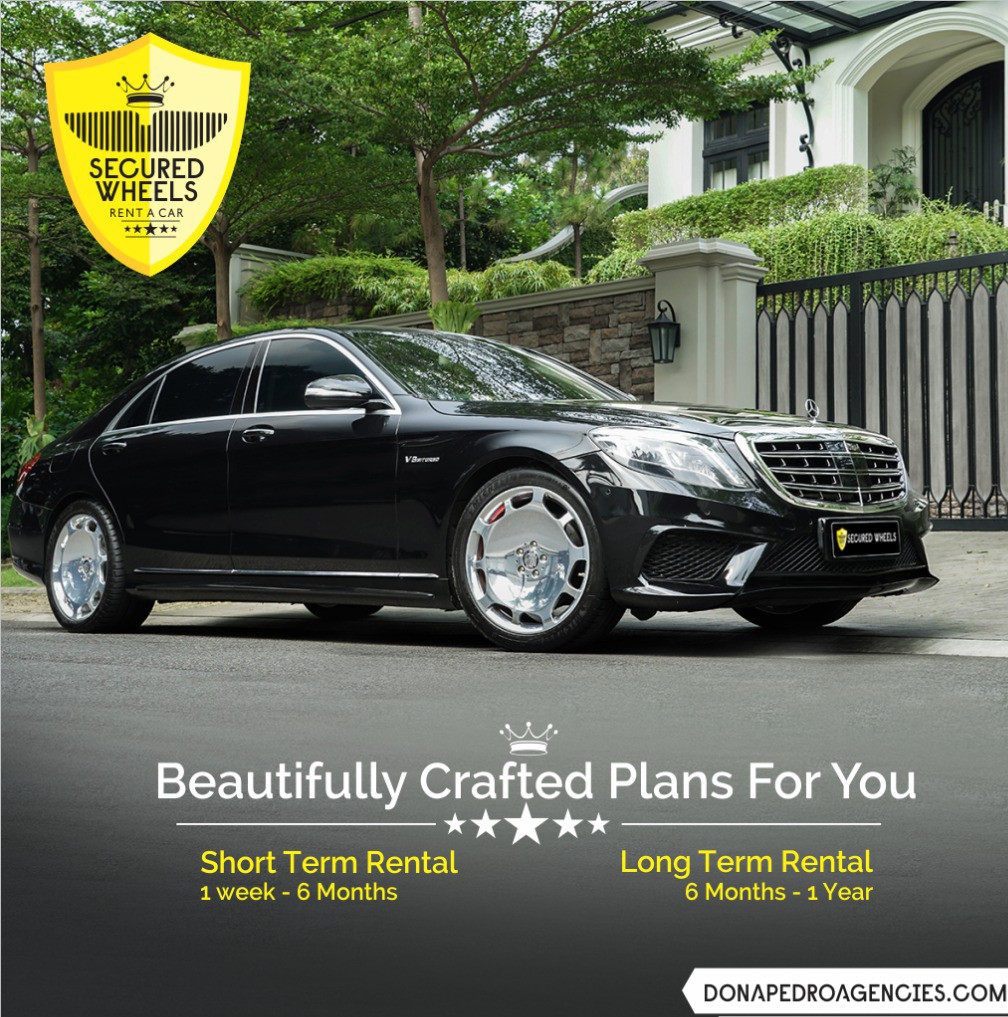 SECURED
WHEELS
RENT A CAR
V8 BITURBO
SECURED WHEELS
Beautifully Crafted Plans For You
Short Term Rental
1 week - 6 Months
Long Term Rental
6 Months - 1 Year
DONAPEDROAGENCIES.COM